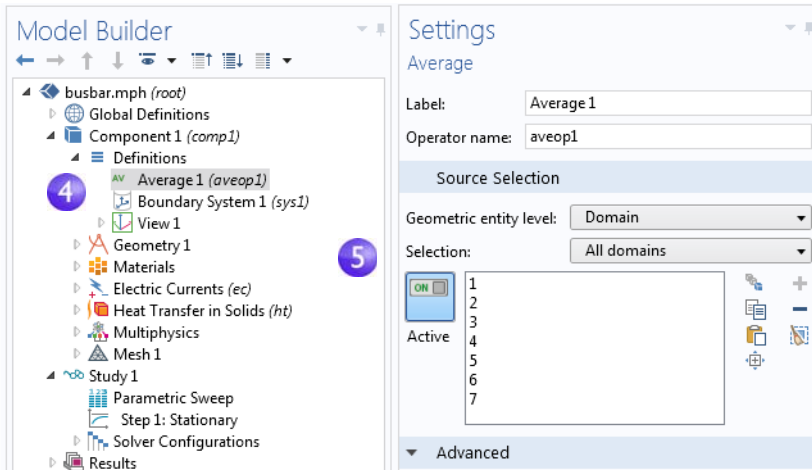 Model Builder
busbar.mph (root)
Global Definitions
Component 1 (comp1)
Definitions
AV Average 1 (aveop1)
4
Boundary System 1 (sys1)
View 1
Geometry 1
Materials
Electric Currents (ec)
Heat Transfer in Solids (ht)
Multiphysics
Mesh 1
Study 1
Parametric Sweep
Step 1: Stationary
Solver Configurations
Results
Settings
Average
Label: Average 1
Operator name: aveop1
Source Selection
Geometric entity level: Domain
5
Selection: All domains
ON
Active
1
2
3
4
5
6
7
Advanced